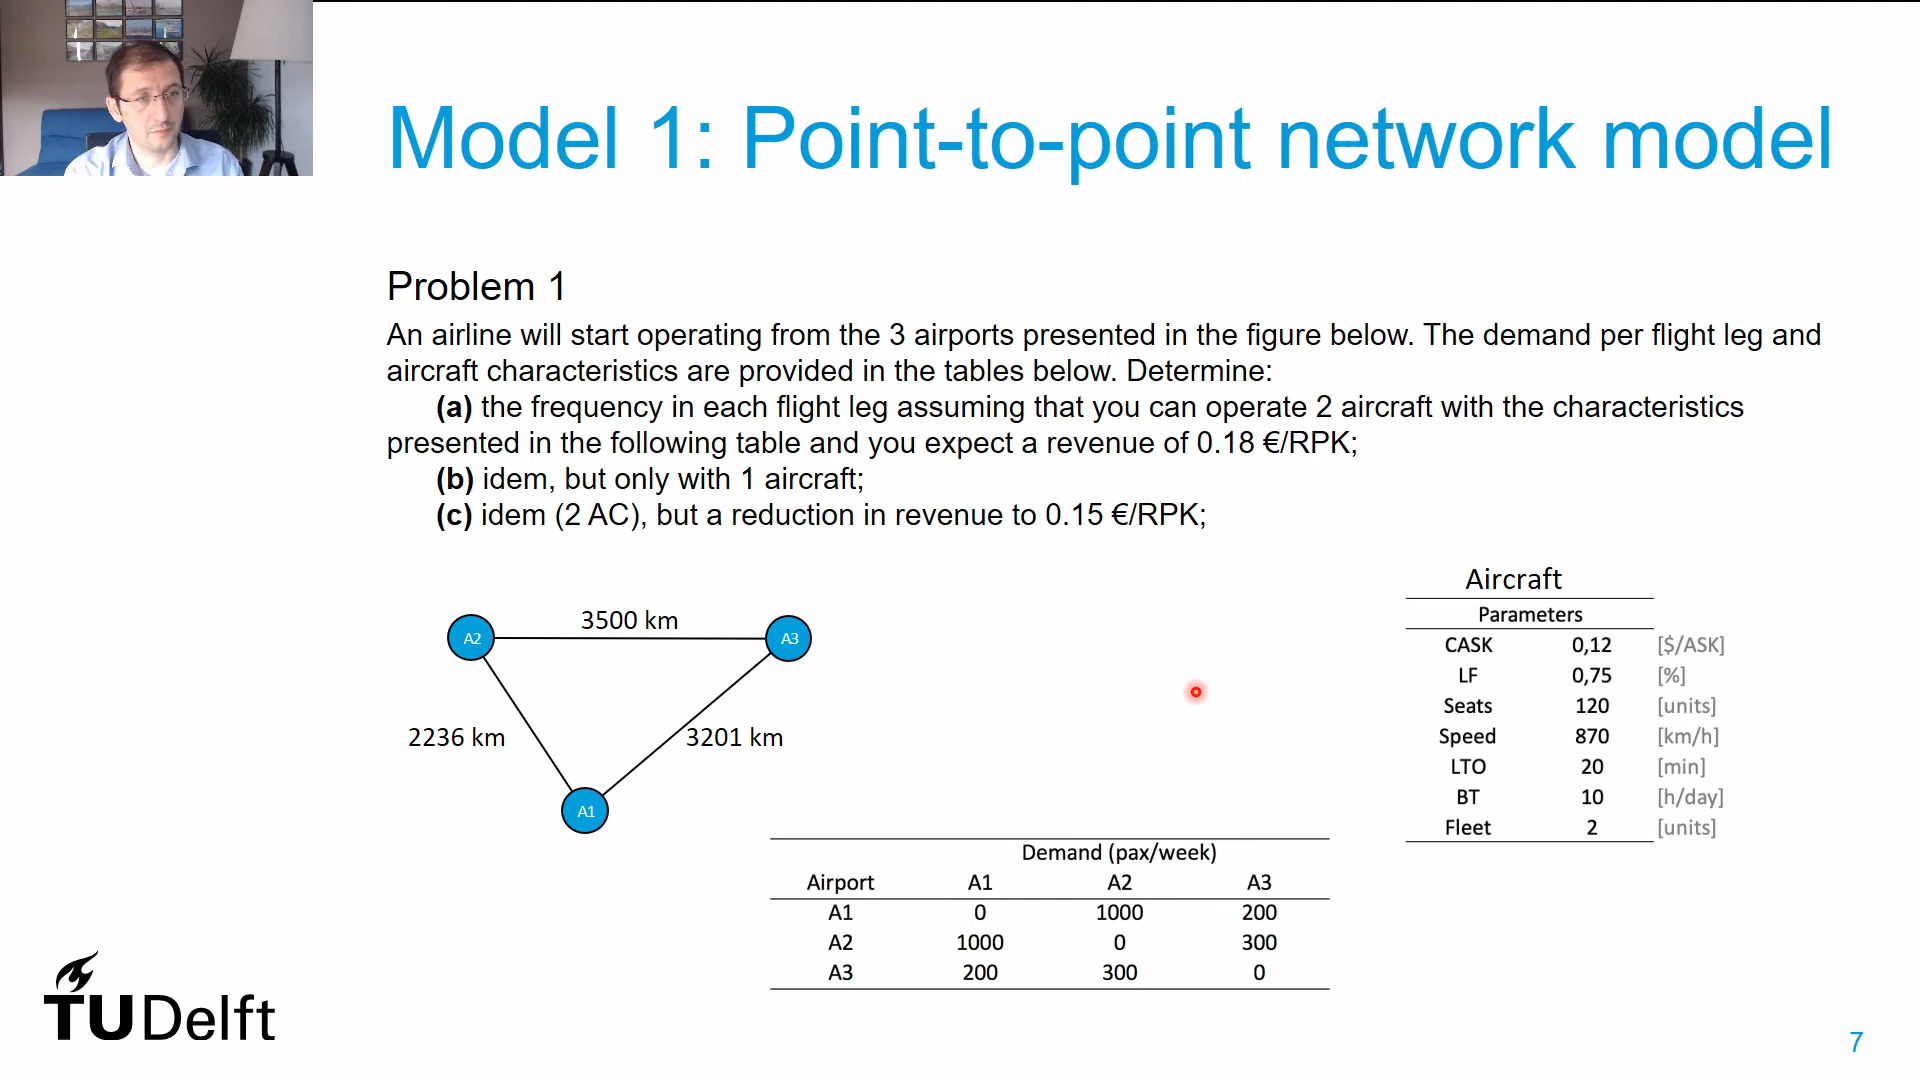 Model 1: Point-to-point network model
Problem 1
An airline will start operating from the 3 airports presented in the figure below. The demand per flight leg and
aircraft characteristics are provided in the tables below. Determine:
(a) the frequency in each flight leg assuming that you can operate 2 aircraft with the characteristics
presented in the following table and you expect a revenue of 0.18 €/RPK;
(b) idem, but only with 1 aircraft;
(c) idem (2 AC), but a reduction in revenue to 0.15 €/RPK;
3500 km
A2
A3
2236 km
3201 km
A1
Aircraft
Parameters
CASK 0,12 [$/ASK]
LF 0,75 [%]
Seats 120 [units]
Speed 870 [km/h]
LTO 20 [min]
BT 10 [h/day]
Fleet 2 [units]
Demand (pax/week)
Airport A1 A2 A3
A1 0 1000 200
A2 1000 0 300
A3 200 300 0
TUDelft
7